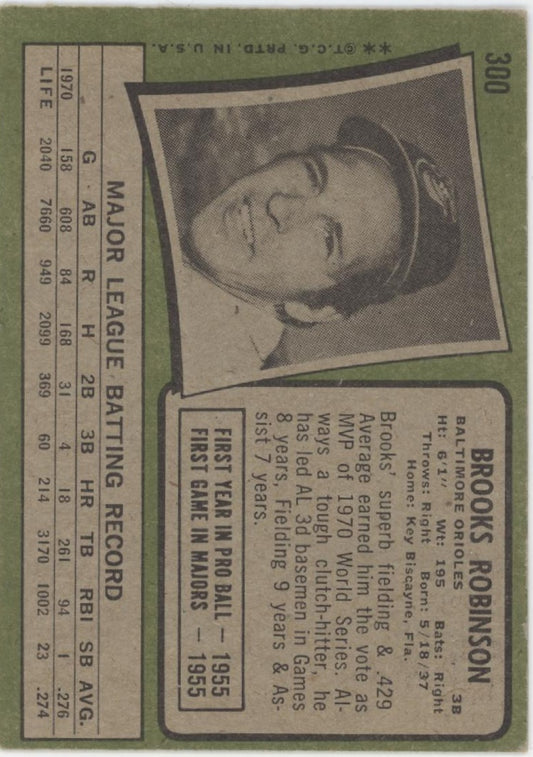 300
BROOKS ROBINSON
3B
BALTIMORE ORIOLES
Ht: 6'1" Wt: 195 Bats: Right
Throws: Right Born: 5/18/37
Home: Key Biscayne, Fla.
Brooks' superb fielding & .429
Average earned him the vote as
MVP of 1970 World Series. Al-
ways a tough clutch-hitter, he
has led AL 3d basemen in Games
8 years, Fielding 9 years & As-
sist 7 years.
FIRST YEAR IN PRO BALL — 1955
FIRST GAME IN MAJORS — 1955
MAJOR LEAGUE BATTING RECORD
G AB R H 2B 3B HR TB RBI SB AVG.
1970 158 608 84 168 31 4 18 261 94 1 .276
LIFE 2040 7660 949 2099 369 60 214 3170 1002 23 .274
**©T.C.G. PRTD. IN U.S.A.